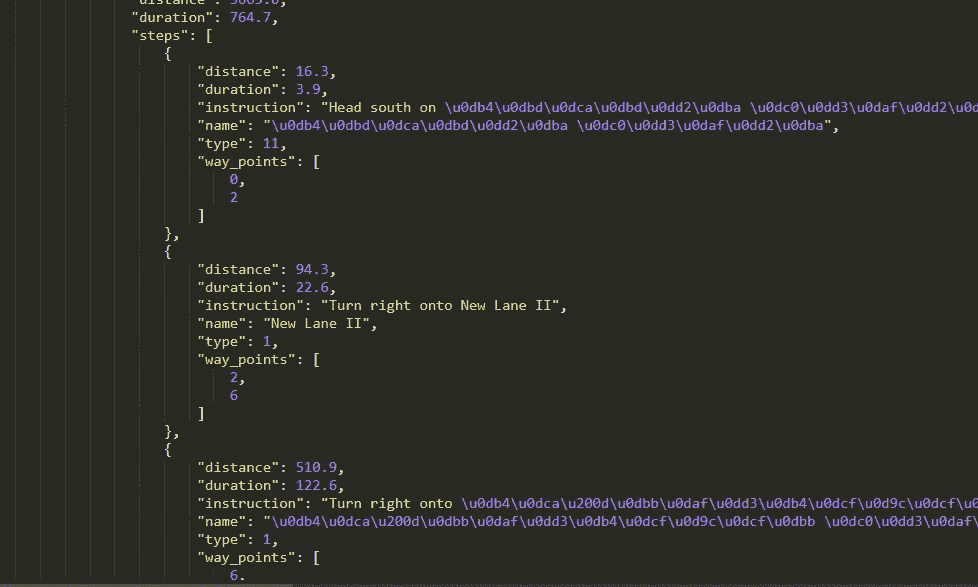 "duration": 764.7,
"steps": [
{
"distance": 16.3,
"duration": 3.9,
"instruction": "Head south on \u0db4\u0dbd\u0dca\u0dbd\u0dd2\u0dba \u0dc0\u0dd3\u0daf\u0dd2\u0d
"name": "\u0db4\u0dbd\u0dca\u0dbd\u0dd2\u0dba \u0dc0\u0dd3\u0daf\u0dd2\u0dba",
"type": 11,
"way_points": [
0,
2
]
},
{
"distance": 94.3,
"duration": 22.6,
"instruction": "Turn right onto New Lane II",
"name": "New Lane II",
"type": 1,
"way_points": [
2,
6
]
},
{
"distance": 510.9,
"duration": 122.6,
"instruction": "Turn right onto \u0db4\u0dca\u200d\u0dbb\u0daf\u0dd3\u0db4\u0dcf\u0d9c\u0dcf\u0
"name": "\u0db4\u0dca\u200d\u0dbb\u0daf\u0dd3\u0db4\u0dcf\u0d9c\u0dcf\u0dbb \u0dc0\u0dd3\u0daf\
"type": 1,
"way_points": [
6,